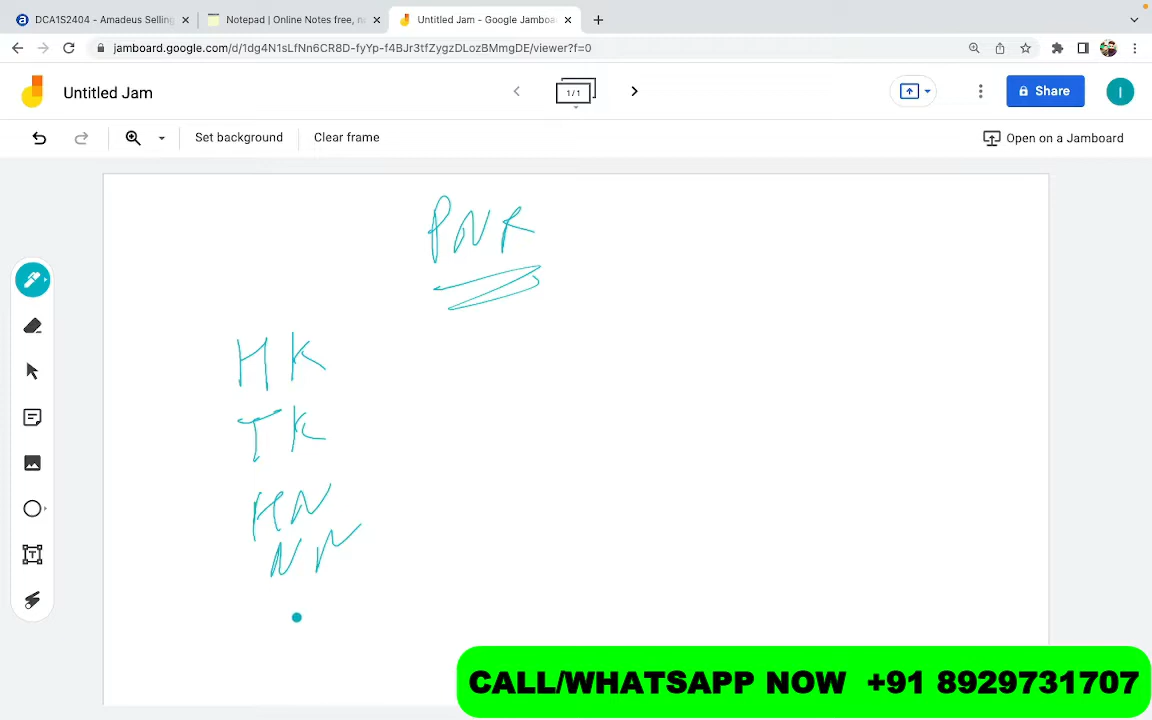 DCA1S2404 - Amadeus Selling
Notepad | Online Notes free, n
Untitled Jam - Google Jamboa
jamboard.google.com/d/1dg4N1sLfNn6CR8D-fyYp-f4BJr3tfZygzDLozBMmgDE/viewer?f=0
Untitled Jam
1/1
Share
I
Set background
Clear frame
Open on a Jamboard
PNR
HK
TK
HN
CALL/WHATSAPP NOW +91 8929731707